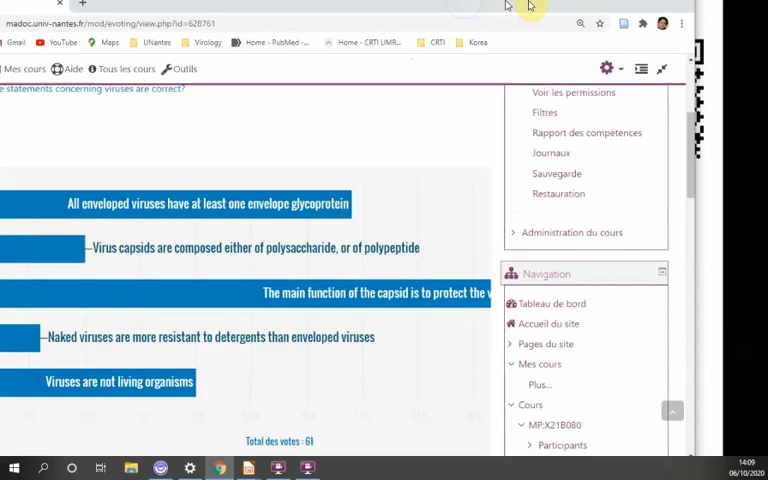 madoc.univ-nantes.fr/mod/evoting/view.php?id=628761
Gmail YouTube Maps UNantes Virology Home - PubMed -... Home - CRTI UMR... CRTI Korea
Mes cours Aide Tous les cours Outils
e statements concerning viruses are correct?
Voir les permissions
Filtres
Rapport des compétences
Journaux
Sauvegarde
Restauration
Administration du cours
All enveloped viruses have at least one envelope glycoprotein
Virus capsids are composed either of polysaccharide, or of polypeptide
The main function of the capsid is to protect the v
Naked viruses are more resistant to detergents than enveloped viruses
Viruses are not living organisms
Total des votes : 61
Navigation
Tableau de bord
Accueil du site
Pages du site
Mes cours
Plus...
Cours
MP:X21B080
Participants
14:09
06/10/2020